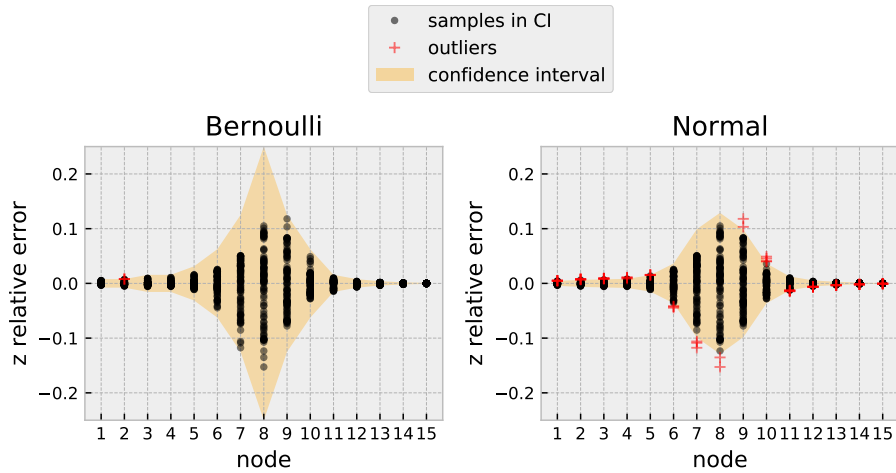 samples in CI
outliers
confidence interval
Bernoulli
Normal
z relative error
0.2
0.1
0.0
−0.1
−0.2
1 2 3 4 5 6 7 8 9 10 11 12 13 14 15
node
z relative error
0.2
0.1
0.0
−0.1
−0.2
1 2 3 4 5 6 7 8 9 10 11 12 13 14 15
node